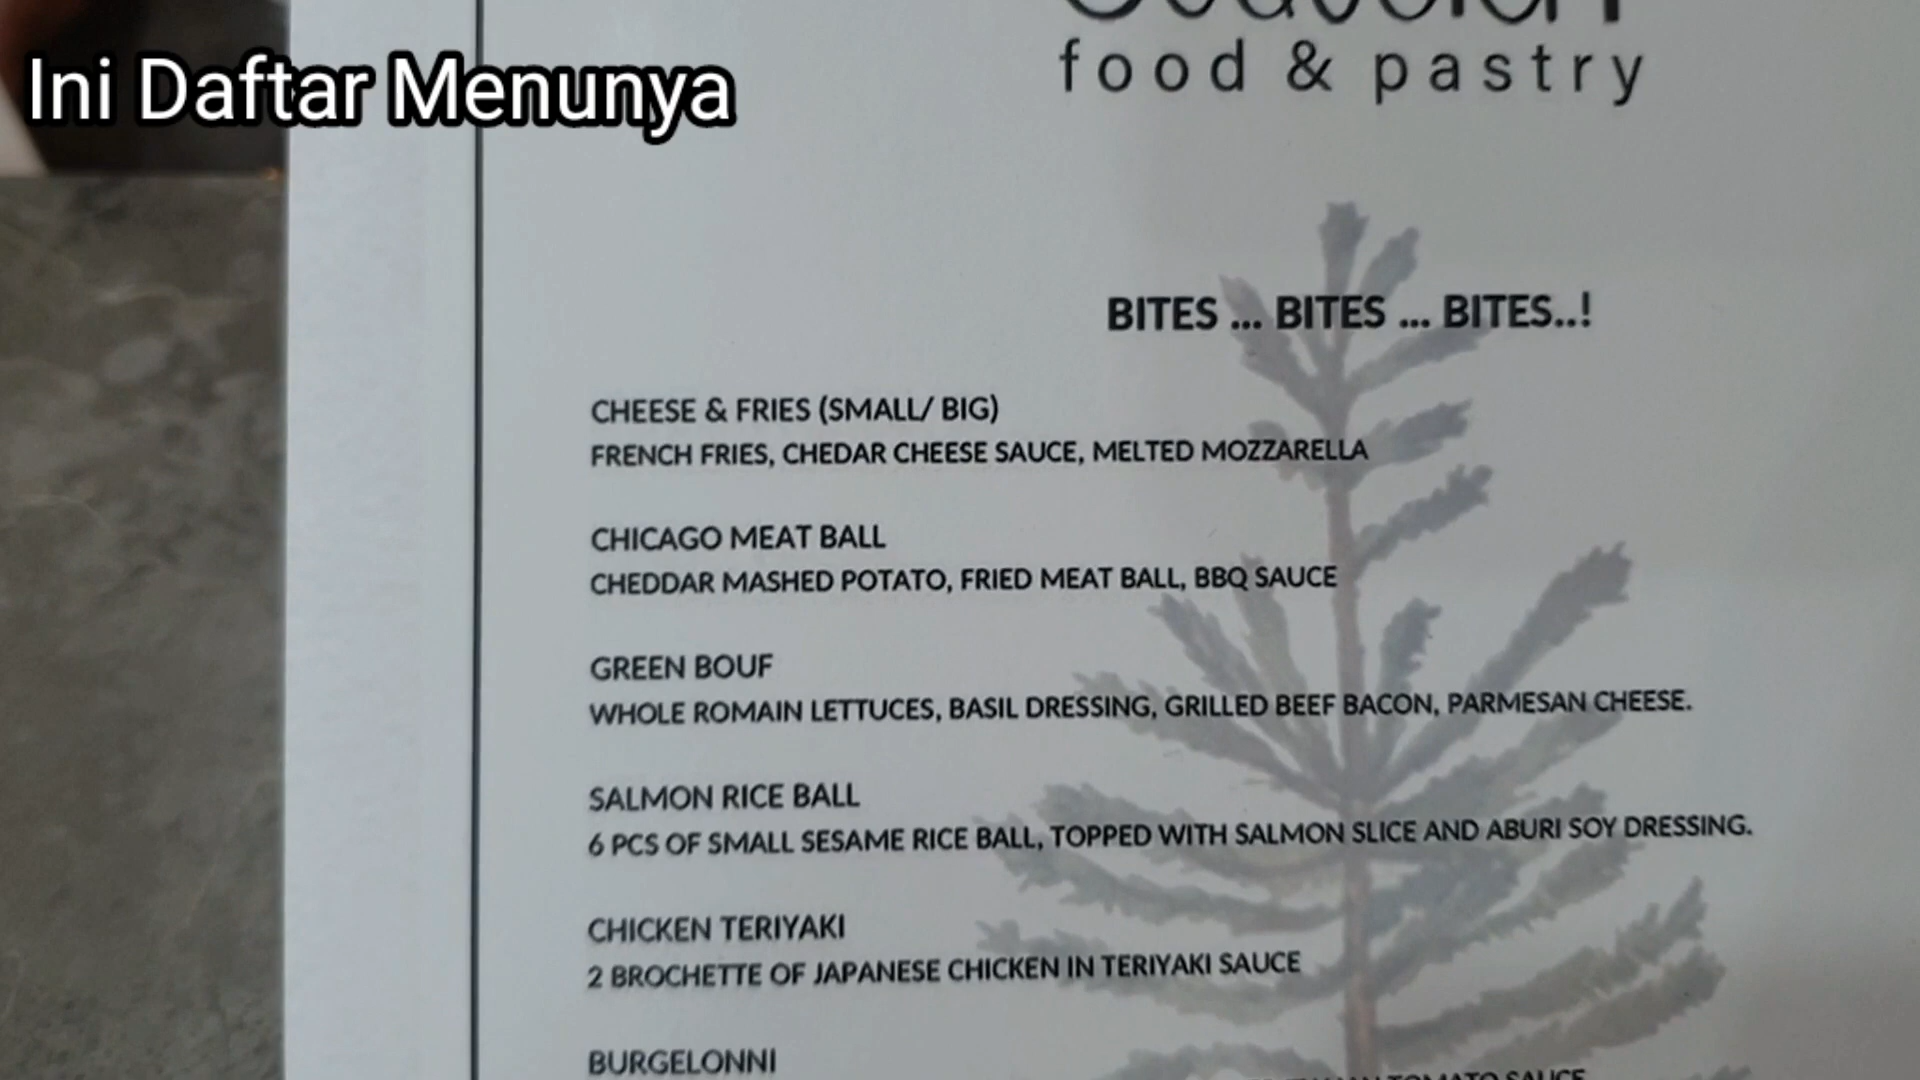 Ini Daftar Menunya
food & pastry
BITES ... BITES ... BITES..!
CHEESE & FRIES (SMALL/ BIG)
FRENCH FRIES, CHEDAR CHEESE SAUCE, MELTED MOZZARELLA
CHICAGO MEAT BALL
CHEDDAR MASHED POTATO, FRIED MEAT BALL, BBQ SAUCE
GREEN BOUF
WHOLE ROMAIN LETTUCES, BASIL DRESSING, GRILLED BEEF BACON, PARMESAN CHEESE.
SALMON RICE BALL
6 PCS OF SMALL SESAME RICE BALL, TOPPED WITH SALMON SLICE AND ABURI SOY DRESSING.
CHICKEN TERIYAKI
2 BROCHETTE OF JAPANESE CHICKEN IN TERIYAKI SAUCE
BURGELONNI
TOMATO SAUCE